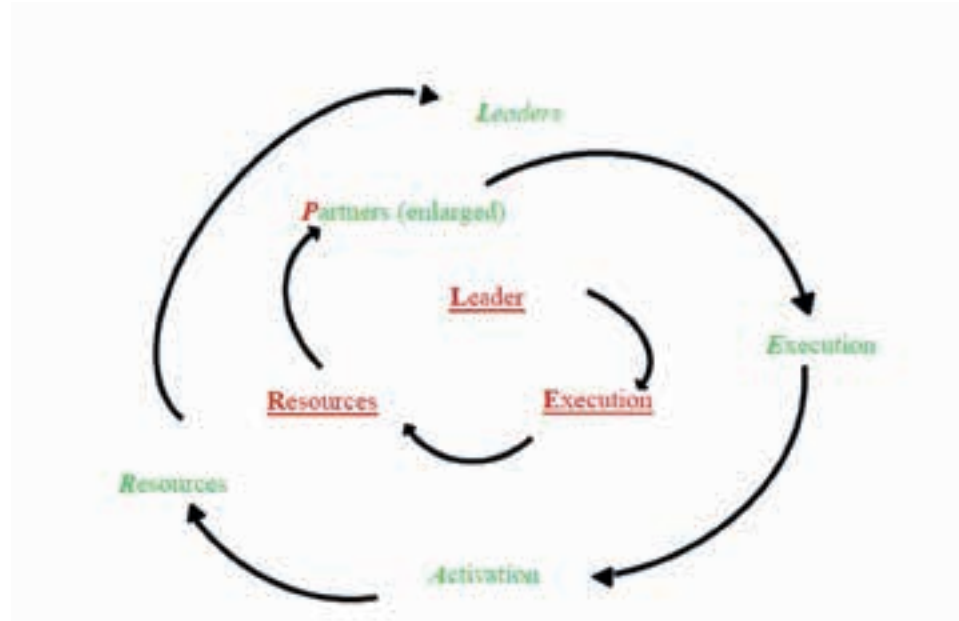 Leaders
Partners (enlarged)
Leader
Execution
Resources
Execution
Resources
Activation